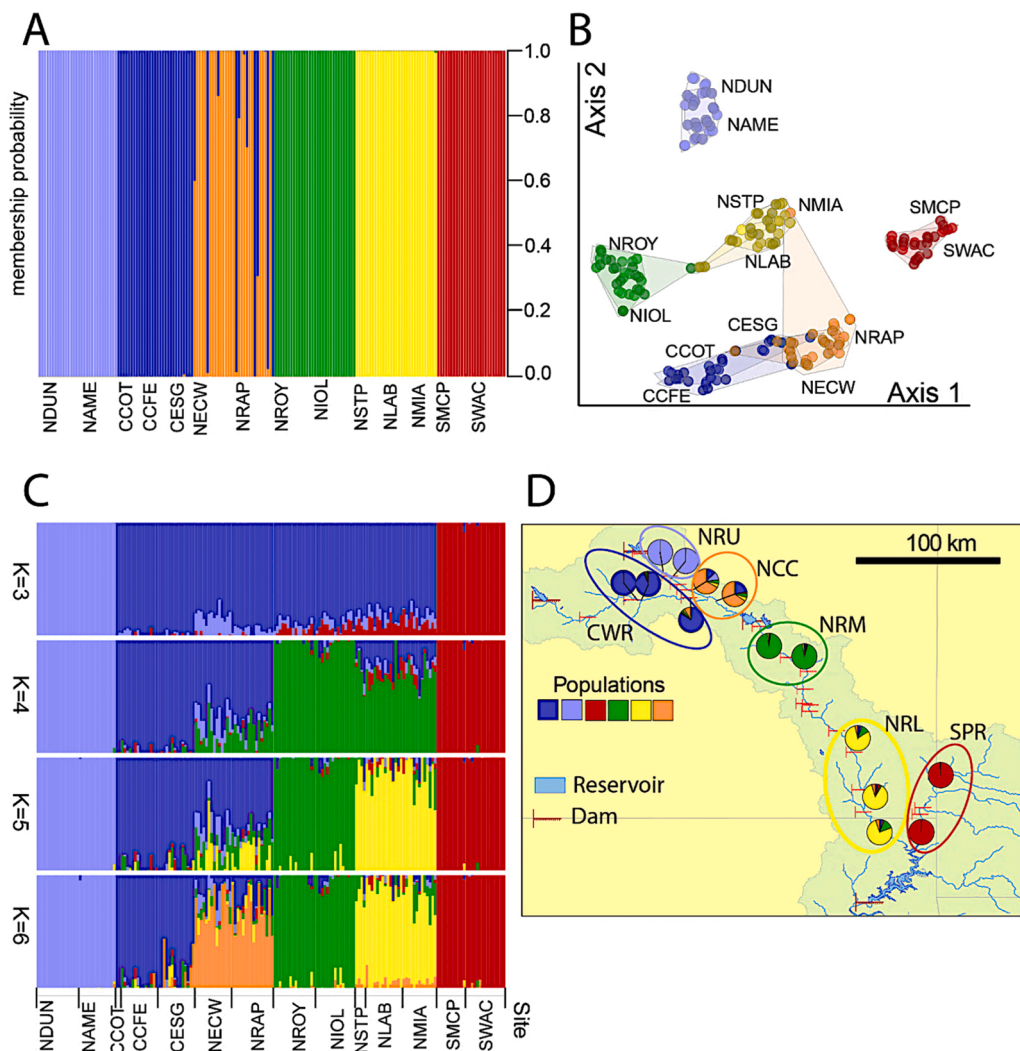 A
membership probability
1.0
0.8
0.6
0.4
0.2
0.0
NDUN
NAME
CCOT
CCFE
CESG
NECW
NRAP
NROY
NIOL
NSTP
NLAB
NMIA
SMCP
SWAC
B
Axis 2
NDUN
NAME
NSTP
NMIA
NLAB
SMCP
SWAC
NROY
NIOL
CESG
CCOT
CCFE
NRAP
NECW
Axis 1
C
K=3
K=4
K=5
K=6
NDUN
NAME
CCOT
CCFE
CESG
NECW
NRAP
NROY
NIOL
NSTP
NLAB
NMIA
SMCP
SWAC
Site
D
100 km
NRU
NCC
CWR
NRM
Populations
NRL
SPR
Reservoir
Dam